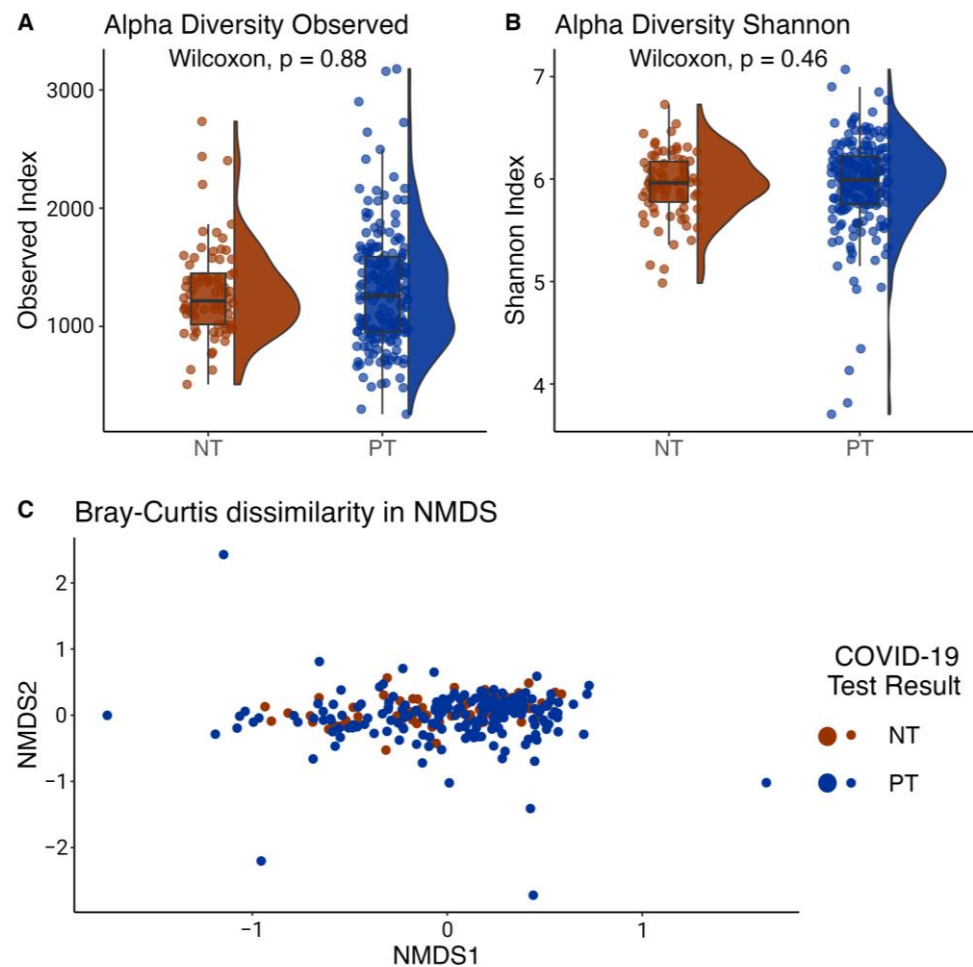 A Alpha Diversity Observed
Wilcoxon, p = 0.88
Observed Index
3000
2000
1000
NT PT
B Alpha Diversity Shannon
Wilcoxon, p = 0.46
Shannon Index
7
6
5
4
NT PT
C Bray-Curtis dissimilarity in NMDS
NMDS2
2
1
0
−1
−2
−1 0 1
NMDS1
COVID-19
Test Result
NT
PT